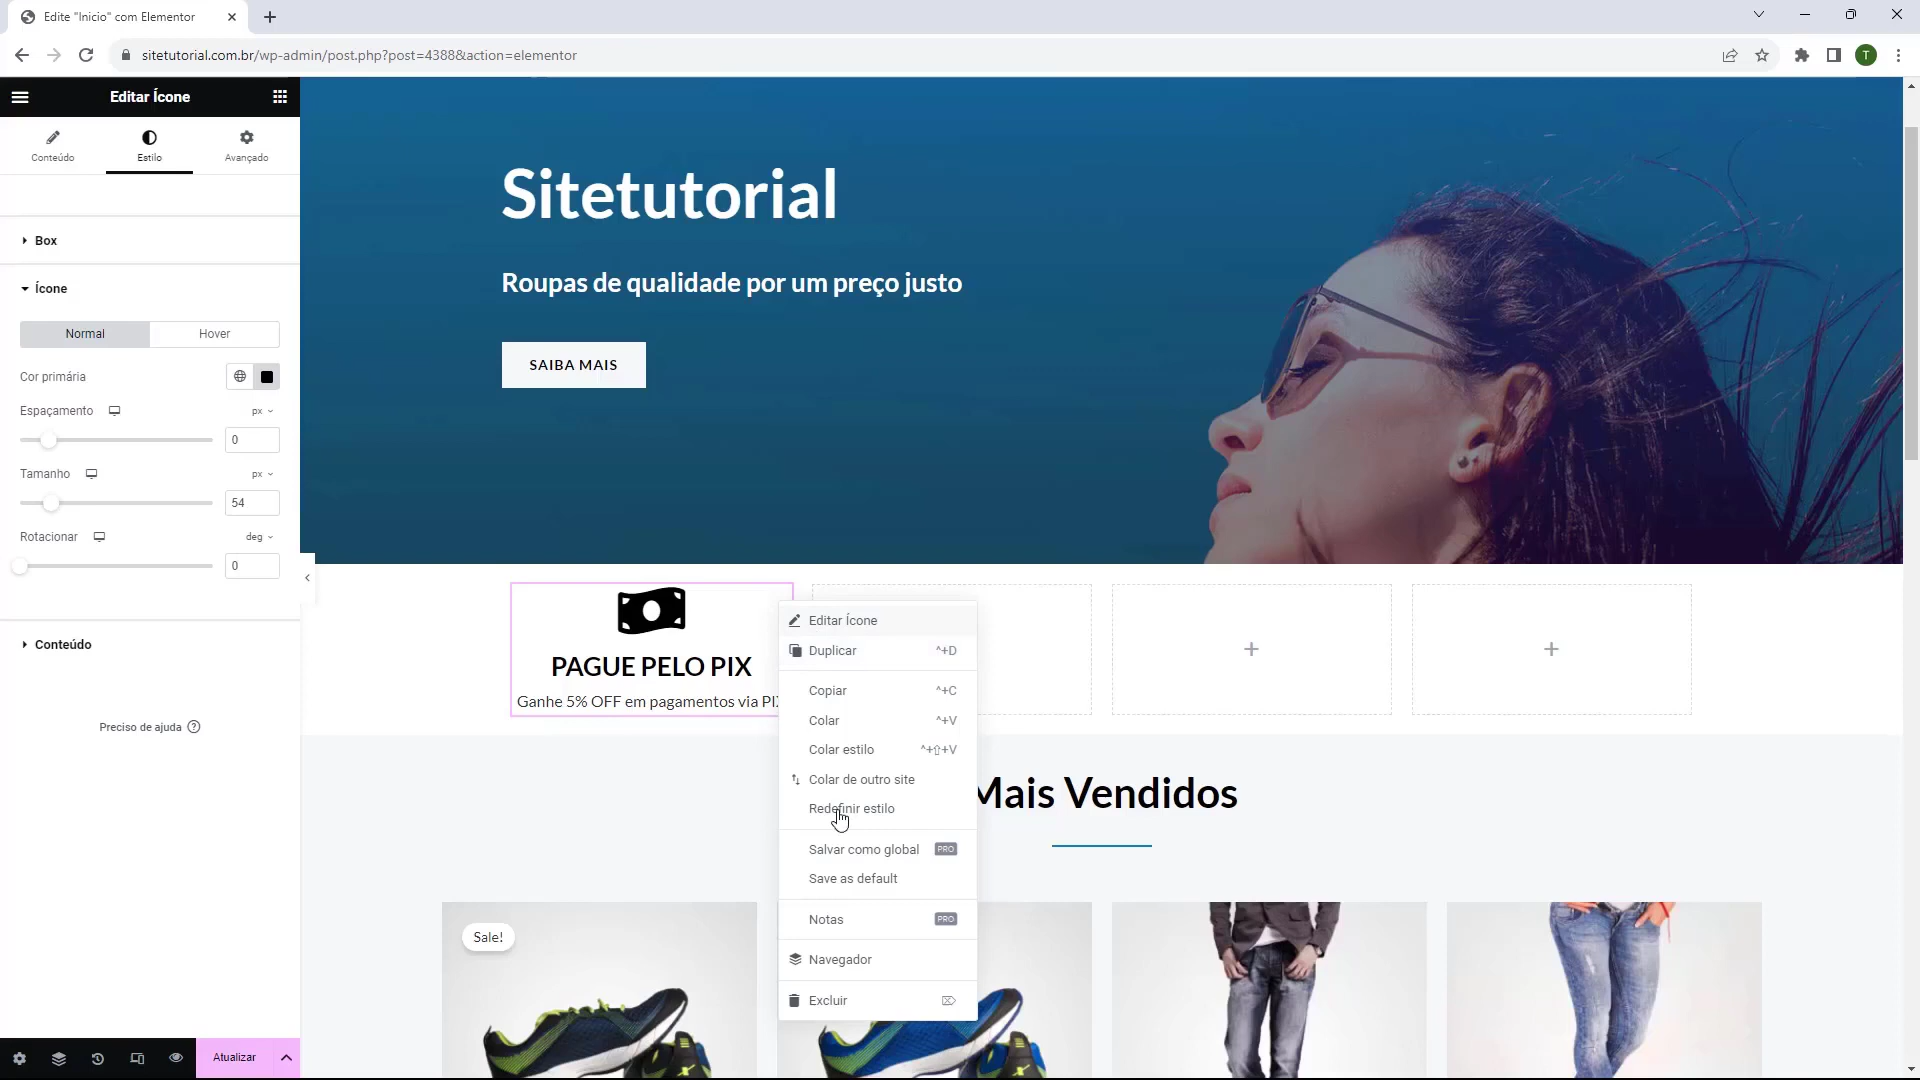 Edite "Inicio" com Elementor
sitetutorial.com.br/wp-admin/post.php?post=4388&action=elementor
T
Editar Ícone
Conteúdo
Estilo
Avançado
Box
Ícone
Normal
Hover
Cor primária
Espaçamento
px
0
Tamanho
px
54
Rotacionar
deg
0
Conteúdo
Preciso de ajuda
Atualizar
Sitetutorial
Roupas de qualidade por um preço justo
SAIBA MAIS
PAGUE PELO PIX
Ganhe 5% OFF em pagamentos via
Editar Ícone
Duplicar ^+D
Copiar ^+C
Colar ^+V
Colar estilo ^+⇧+V
Colar de outro site
Redefinir estilo
Salvar como global PRO
Save as default
Notas PRO
Navegador
Excluir ⌦
Mais Vendidos
Sale!